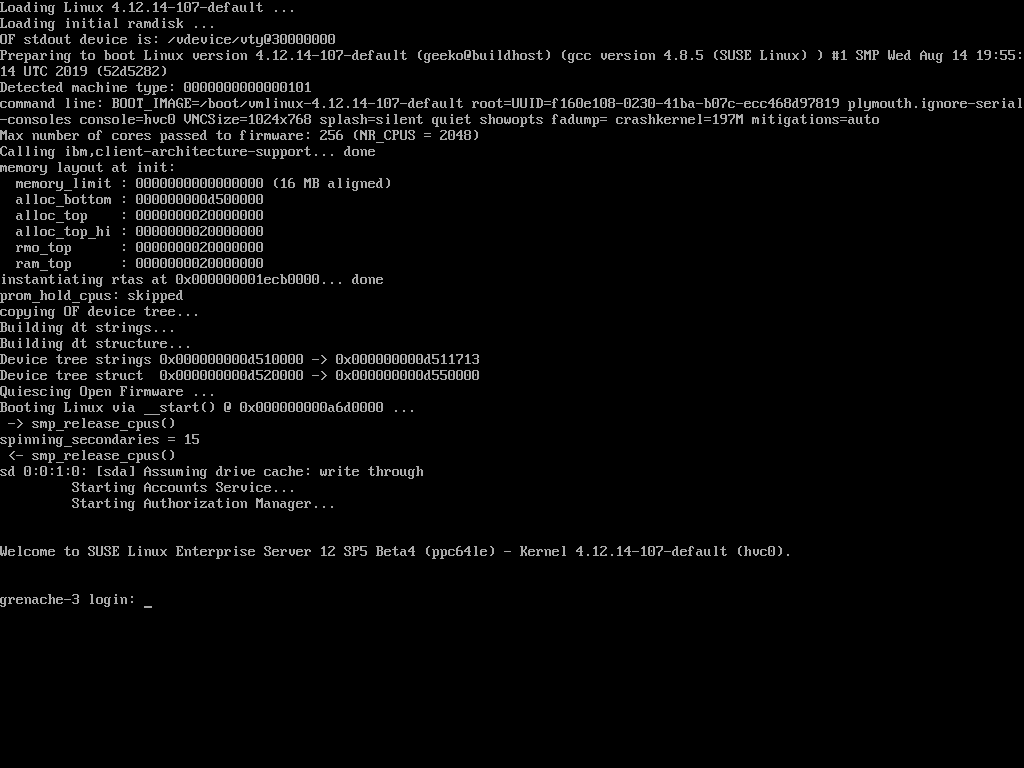 Loading Linux 4.12.14-107-default ...
Loading initial ramdisk ...
OF stdout device is: /vdevice/vty@30000000
Preparing to boot Linux version 4.12.14-107-default (geeko@buildhost) (gcc version 4.8.5 (SUSE Linux) ) #1 SMP Wed Aug 14 19:55:
14 UTC 2019 (52d5282)
Detected machine type: 0000000000000101
command line: BOOT_IMAGE=/boot/vmlinux-4.12.14-107-default root=UUID=f160e108-0230-41ba-b07c-ecc468d97819 plymouth.ignore-serial
-consoles console=hvc0 VNCSize=1024x768 splash=silent quiet showopts fadump= crashkernel=197M mitigations=auto
Max number of cores passed to firmware: 256 (NR_CPUS = 2048)
Calling ibm,client-architecture-support... done
memory layout at init:
  memory_limit : 0000000000000000 (16 MB aligned)
  alloc_bottom : 000000000d500000
  alloc_top    : 0000000020000000
  alloc_top_hi : 0000000020000000
  rmo_top      : 0000000020000000
  ram_top      : 0000000020000000
instantiating rtas at 0x000000001ecb0000... done
prom_hold_cpus: skipped
copying OF device tree...
Building dt strings...
Building dt structure...
Device tree strings 0x000000000d510000 -> 0x000000000d511713
Device tree struct  0x000000000d520000 -> 0x000000000d550000
Quiescing Open Firmware ...
Booting Linux via __start() @ 0x000000000a6d0000 ...
 -> smp_release_cpus()
spinning_secondaries = 15
 <- smp_release_cpus()
sd 0:0:1:0: [sda] Assuming drive cache: write through
         Starting Accounts Service...
         Starting Authorization Manager...
Welcome to SUSE Linux Enterprise Server 12 SP5 Beta4 (ppc64le) - Kernel 4.12.14-107-default (hvc0).
grenache-3 login: _